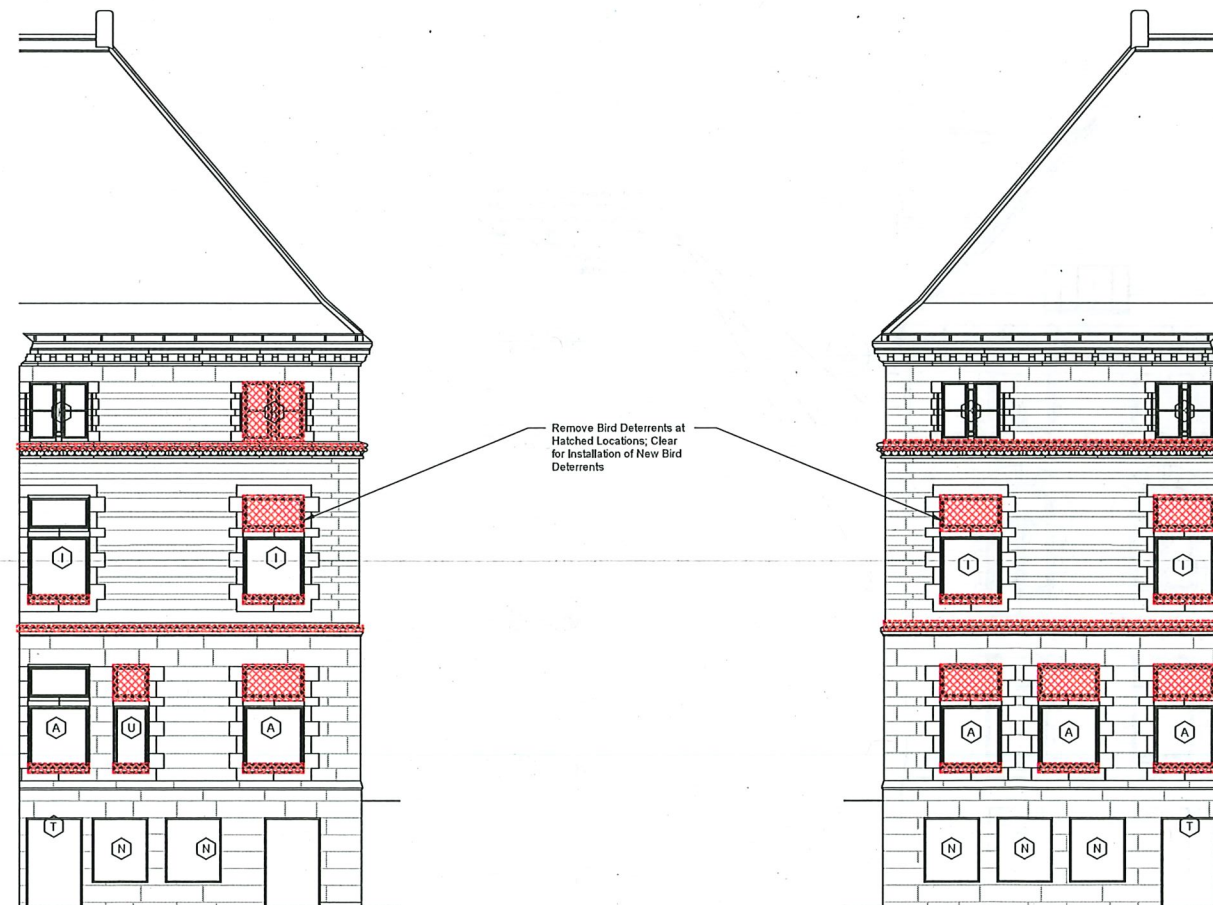 Remove Bird Deterrents at
Hatched Locations; Clear
for Installation of New Bird
Deterrents
I
I
I
I
A
U
A
A
A
A
T
N
N
N
N
N
T